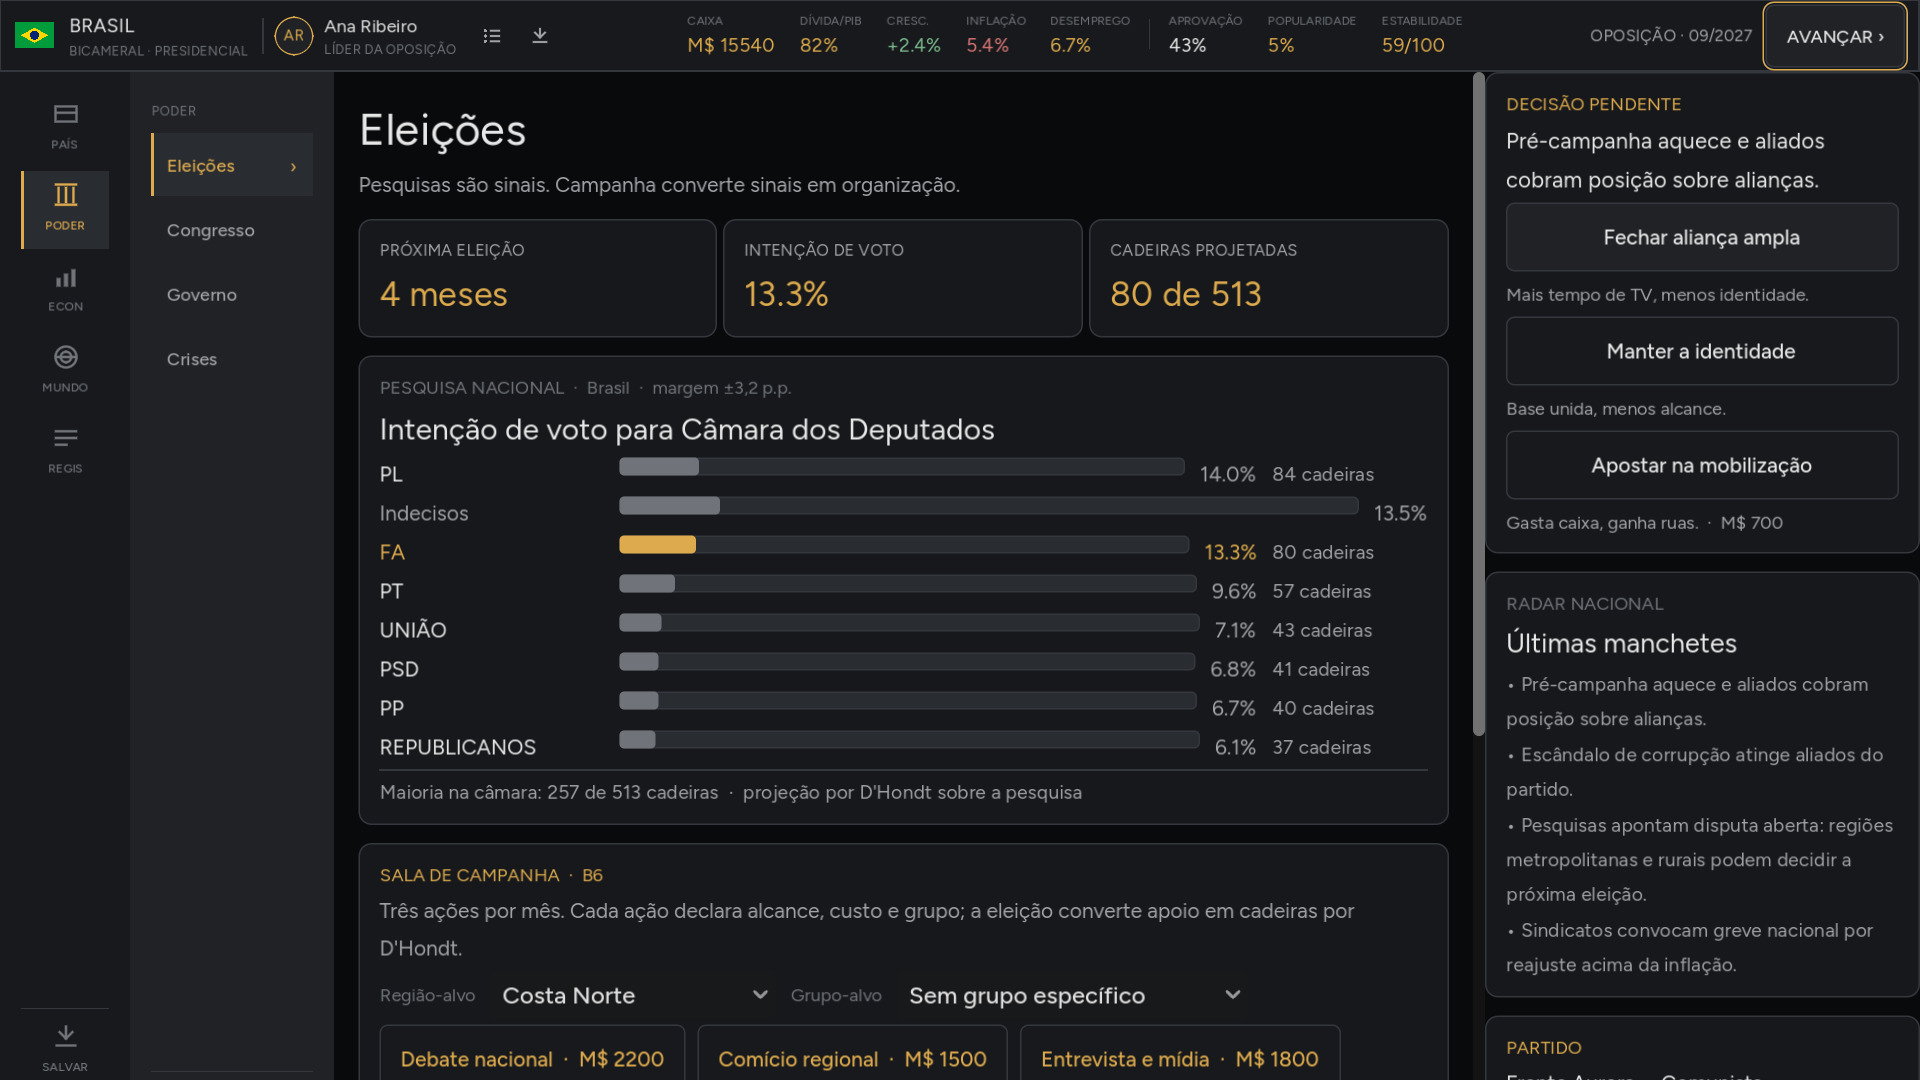 BRASIL
BICAMERAL · PRESIDENCIAL
AR
Ana Ribeiro
LÍDER DA OPOSIÇÃO
CAIXA
M$ 15540
DÍVIDA/PIB
82%
CRESC.
+2.4%
INFLAÇÃO
5.4%
DESEMPREGO
6.7%
APROVAÇÃO
43%
POPULARIDADE
5%
ESTABILIDADE
59/100
OPOSIÇÃO · 09/2027
AVANÇAR ›
PAÍS
PODER
ECON
MUNDO
REGIS
SALVAR
PODER
Eleições ›
Congresso
Governo
Crises
Eleições
Pesquisas são sinais. Campanha converte sinais em organização.
PRÓXIMA ELEIÇÃO
4 meses
INTENÇÃO DE VOTO
13.3%
CADEIRAS PROJETADAS
80 de 513
PESQUISA NACIONAL · Brasil · margem ±3,2 p.p.
Intenção de voto para Câmara dos Deputados
PL 14.0% 84 cadeiras
Indecisos 13.5%
FA 13.3% 80 cadeiras
PT 9.6% 57 cadeiras
UNIÃO 7.1% 43 cadeiras
PSD 6.8% 41 cadeiras
PP 6.7% 40 cadeiras
REPUBLICANOS 6.1% 37 cadeiras
Maioria na câmara: 257 de 513 cadeiras · projeção por D'Hondt sobre a pesquisa
SALA DE CAMPANHA · B6
Três ações por mês. Cada ação declara alcance, custo e grupo; a eleição converte apoio em cadeiras por
D'Hondt.
Região-alvo Costa Norte Grupo-alvo Sem grupo específico
Debate nacional · M$ 2200
Comício regional · M$ 1500
Entrevista e mídia · M$ 1800
DECISÃO PENDENTE
Pré-campanha aquece e aliados
cobram posição sobre alianças.
Fechar aliança ampla
Mais tempo de TV, menos identidade.
Manter a identidade
Base unida, menos alcance.
Apostar na mobilização
Gasta caixa, ganha ruas. · M$ 700
RADAR NACIONAL
Últimas manchetes
• Pré-campanha aquece e aliados cobram
posição sobre alianças.
• Escândalo de corrupção atinge aliados do
partido.
• Pesquisas apontam disputa aberta: regiões
metropolitanas e rurais podem decidir a
próxima eleição.
• Sindicatos convocam greve nacional por
reajuste acima da inflação.
PARTIDO